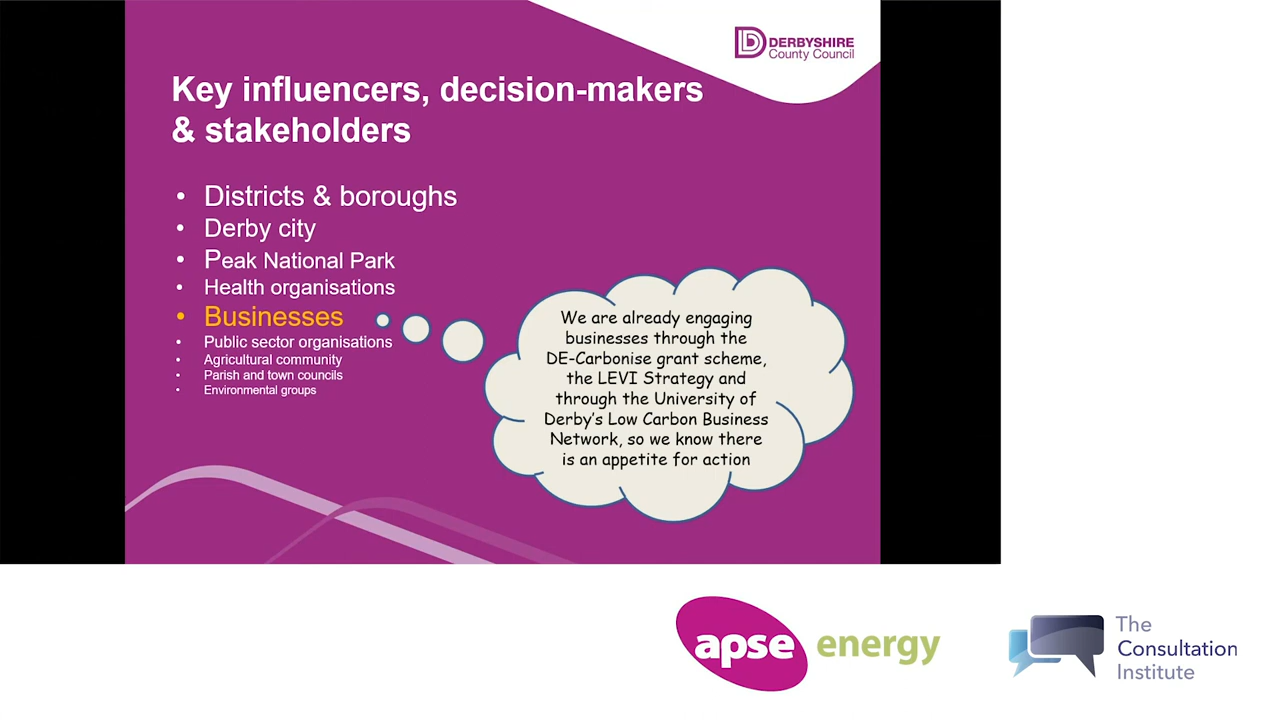 DERBYSHIRE
County Council
Key influencers, decision-makers
& stakeholders
• Districts & boroughs
• Derby city
• Peak National Park
• Health organisations
• Businesses
• Public sector organisations
• Agricultural community
• Parish and town councils
• Environmental groups
We are already engaging
businesses through the
DE-Carbonise grant scheme,
the LEVI Strategy and
through the University of
Derby's Low Carbon Business
Network, so we know there
is an appetite for action
apse energy
The
Consultation
Institute